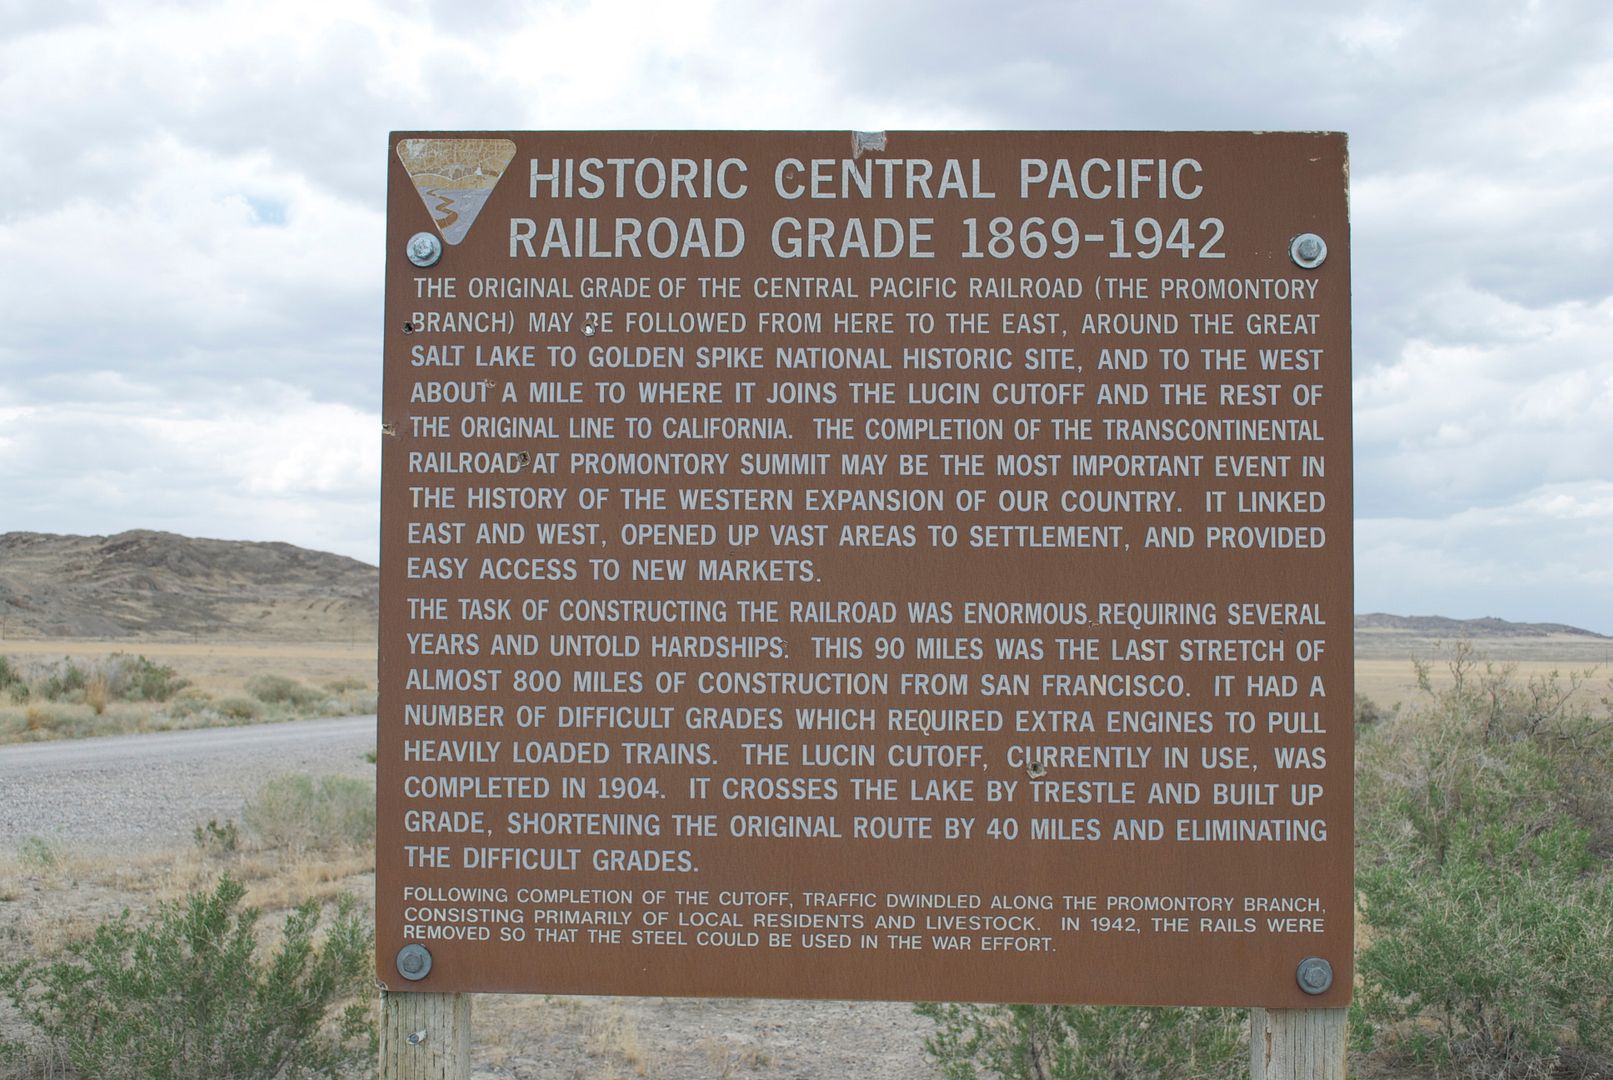 HISTORIC CENTRAL PACIFIC
RAILROAD GRADE 1869-1942
THE ORIGINAL GRADE OF THE CENTRAL PACIFIC RAILROAD (THE PROMONTORY
BRANCH) MAY BE FOLLOWED FROM HERE TO THE EAST, AROUND THE GREAT
SALT LAKE TO GOLDEN SPIKE NATIONAL HISTORIC SITE, AND TO THE WEST
ABOUT A MILE TO WHERE IT JOINS THE LUCIN CUTOFF AND THE REST OF
THE ORIGINAL LINE TO CALIFORNIA. THE COMPLETION OF THE TRANSCONTINENTAL
RAILROAD AT PROMONTORY SUMMIT MAY BE THE MOST IMPORTANT EVENT IN
THE HISTORY OF THE WESTERN EXPANSION OF OUR COUNTRY. IT LINKED
EAST AND WEST, OPENED UP VAST AREAS TO SETTLEMENT, AND PROVIDED
EASY ACCESS TO NEW MARKETS.
THE TASK OF CONSTRUCTING THE RAILROAD WAS ENORMOUS, REQUIRING SEVERAL
YEARS AND UNTOLD HARDSHIPS. THIS 90 MILES WAS THE LAST STRETCH OF
ALMOST 800 MILES OF CONSTRUCTION FROM SAN FRANCISCO. IT HAD A
NUMBER OF DIFFICULT GRADES WHICH REQUIRED EXTRA ENGINES TO PULL
HEAVILY LOADED TRAINS. THE LUCIN CUTOFF, CURRENTLY IN USE, WAS
COMPLETED IN 1904. IT CROSSES THE LAKE BY TRESTLE AND BUILT UP
GRADE, SHORTENING THE ORIGINAL ROUTE BY 40 MILES AND ELIMINATING
THE DIFFICULT GRADES.
FOLLOWING COMPLETION OF THE CUTOFF, TRAFFIC DWINDLED ALONG THE PROMONTORY BRANCH,
CONSISTING PRIMARILY OF LOCAL RESIDENTS AND LIVESTOCK. IN 1942, THE RAILS WERE
REMOVED SO THAT THE STEEL COULD BE USED IN THE WAR EFFORT.